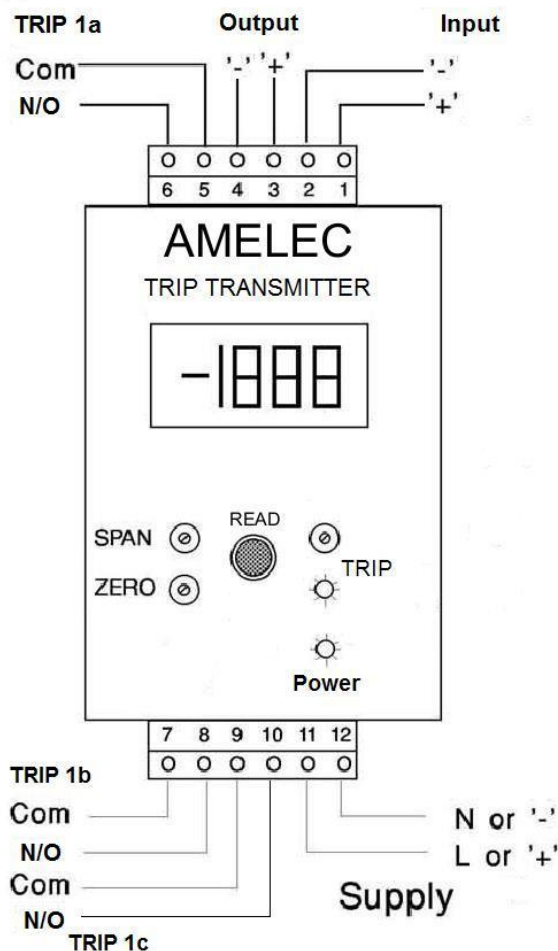 TRIP 1a Output Input
Com '-' '+' '-'
N/O '+'
6 5 4 3 2 1
AMELEC
TRIP TRANSMITTER
-1888
READ
SPAN
TRIP
ZERO
Power
7 8 9 10 11 12
TRIP 1b
Com N or '-'
N/O L or '+'
Com Supply
N/O
TRIP 1c